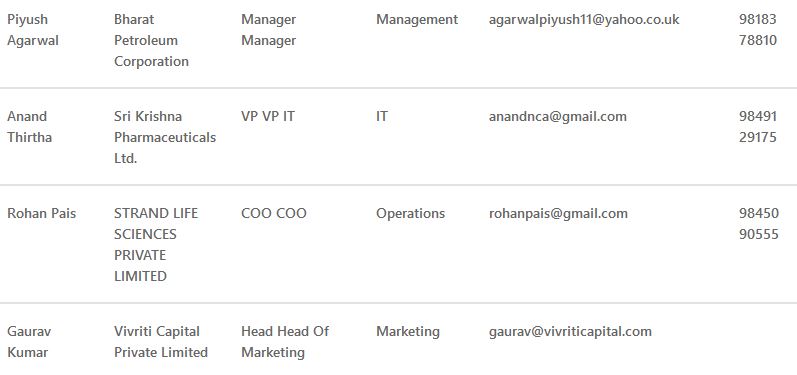 Piyush Bharat Manager Management agarwalpiyush11@yahoo.co.uk 98183
Agarwal Petroleum Manager 78810
Corporation
Anand Sri Krishna VP VP IT IT anandnca@gmail.com 98491
Thirtha Pharmaceuticals 29175
Ltd.
Rohan Pais STRAND LIFE COO COO Operations rohanpais@gmail.com 98450
SCIENCES 90555
PRIVATE
LIMITED
Gaurav Vivriti Capital Head Head Of Marketing gaurav@vivriticapital.com
Kumar Private Limited Marketing